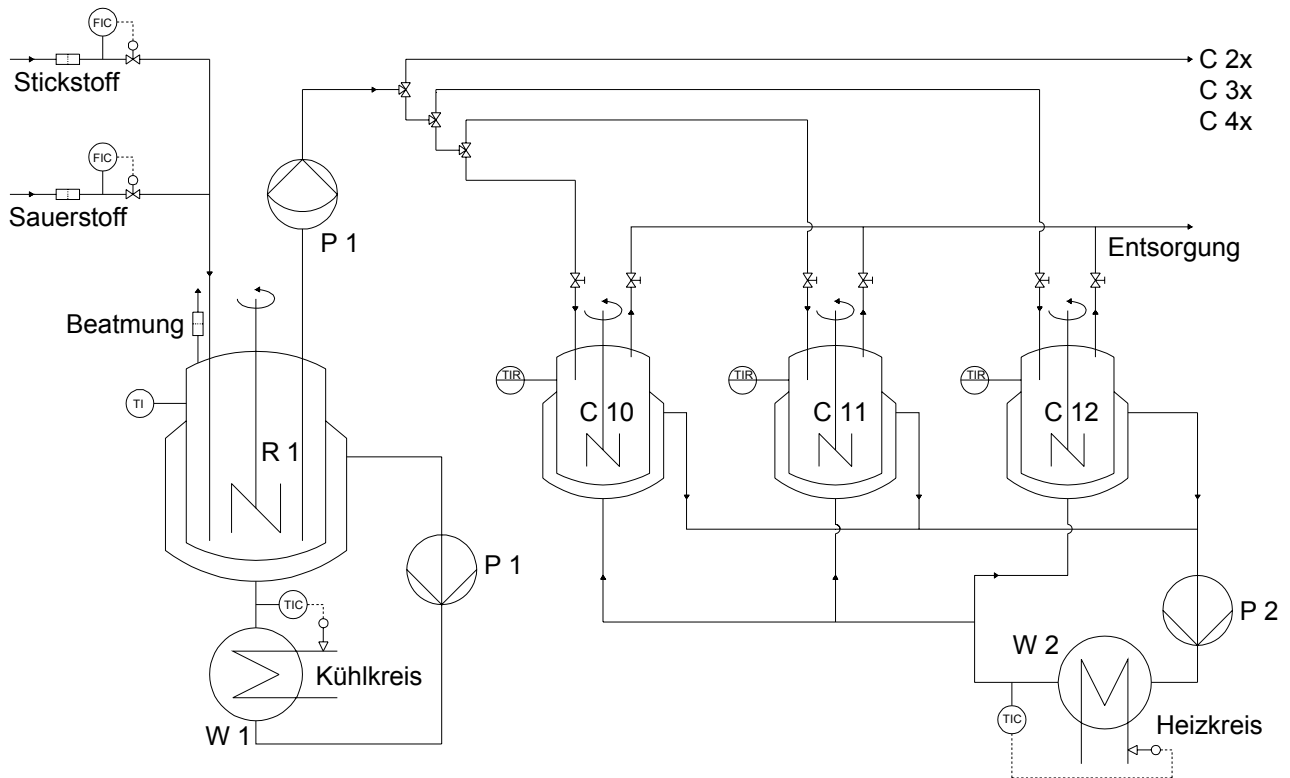 FIC
Stickstoff
FIC
Sauerstoff
C 2x
C 3x
C 4x
P 1
Entsorgung
Beatmung
TI
R 1
TIR
C 10
TIR
C 11
TIR
C 12
P 1
TIC
Kühlkreis
W 1
P 2
W 2
TIC
Heizkreis